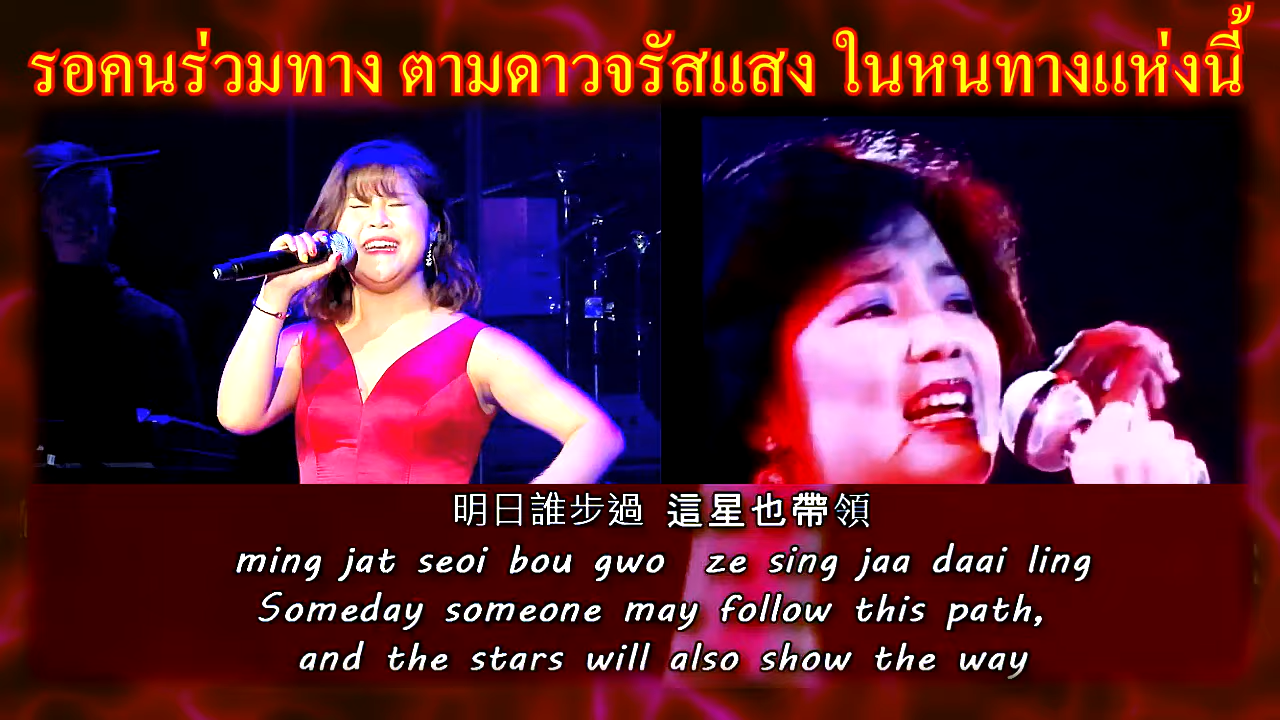 รอคนร่วมทาง ตามดาวจรัสแสง ในหนทางแห่งนี้
明日誰步過 這星也帶領
ming jat seoi bou gwo ze sing jaa daai ling
Someday someone may follow this path,
and the stars will also show the way